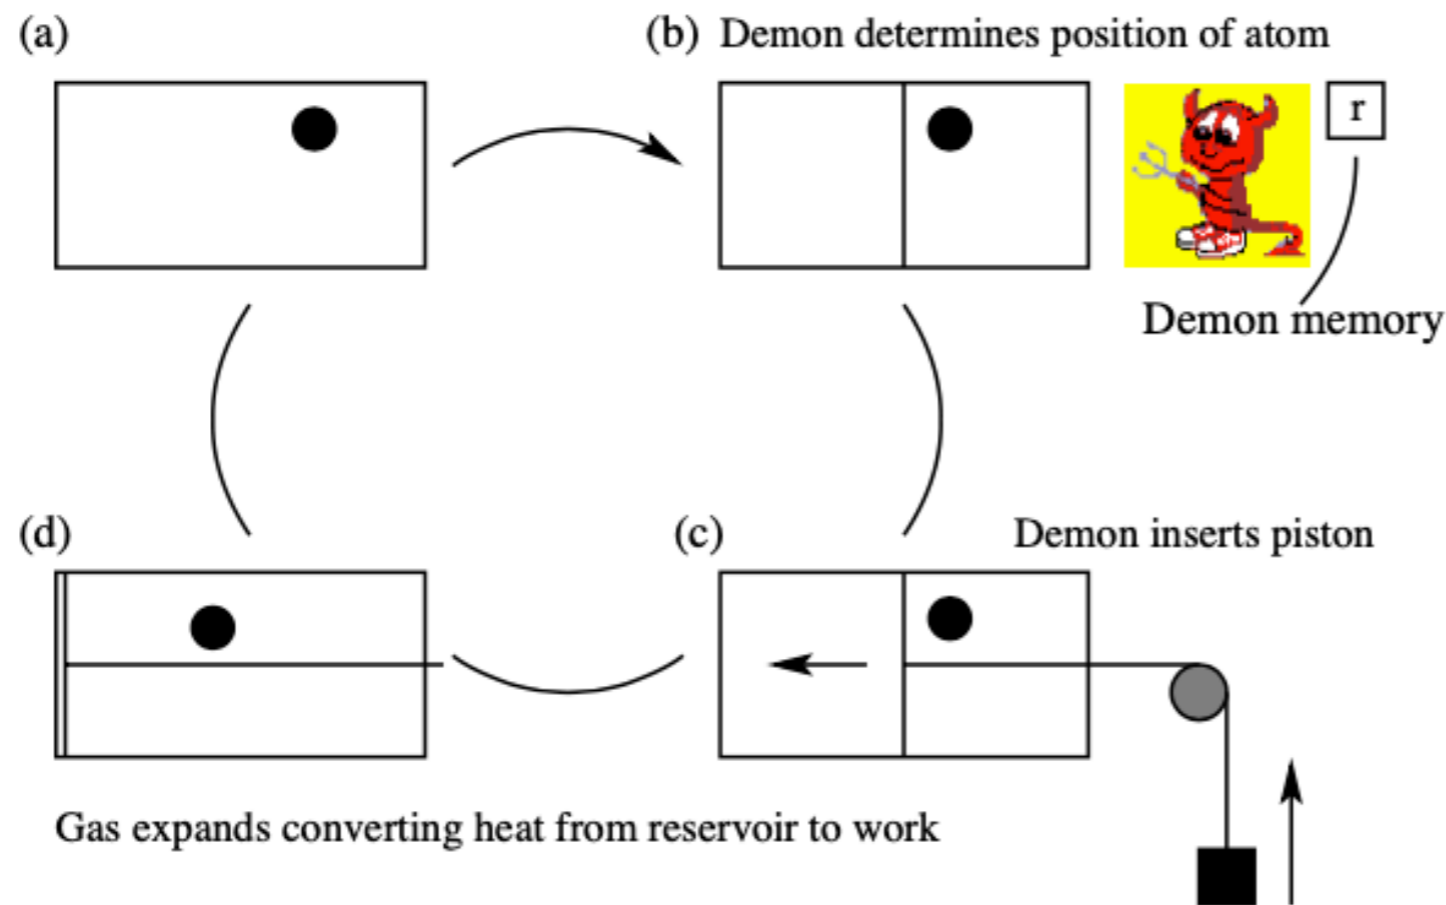 (a)
(b) Demon determines position of atom
r
Demon memory
(d)
(c)
Demon inserts piston
Gas expands converting heat from reservoir to work